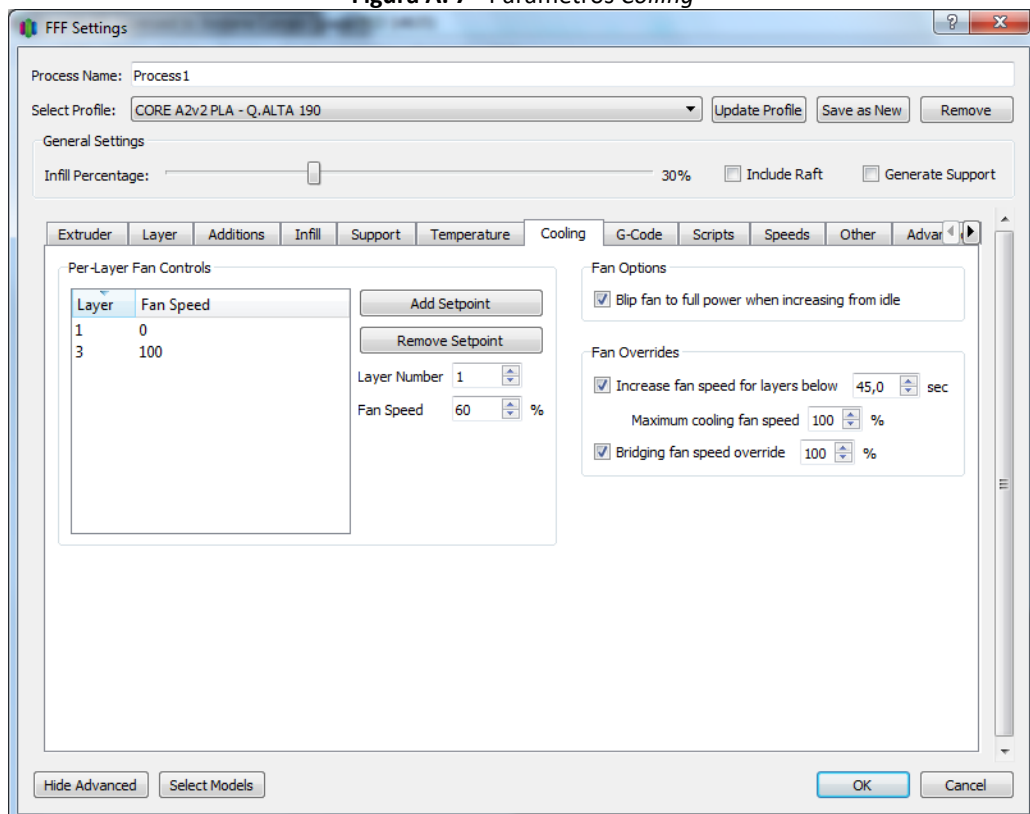 Figura A. 7 - Parâmetros Colling
FFF Settings
Process Name: Process1
Select Profile: CORE A2v2 PLA - Q.ALTA 190 Update Profile Save as New Remove
General Settings
Infill Percentage: 30% Include Raft Generate Support
Extruder Layer Additions Infill Support Temperature Cooling G-Code Scripts Speeds Other
Per-Layer Fan Controls
Layer Fan Speed
1 0
3 100
Add Setpoint
Remove Setpoint
Layer Number 1
Fan Speed 60 %
Fan Options
Blip fan to full power when increasing from idle
Fan Overrides
Increase fan speed for layers below 45,0 sec
Maximum cooling fan speed 100 %
Bridging fan speed override 100 %
Hide Advanced Select Models OK Cancel